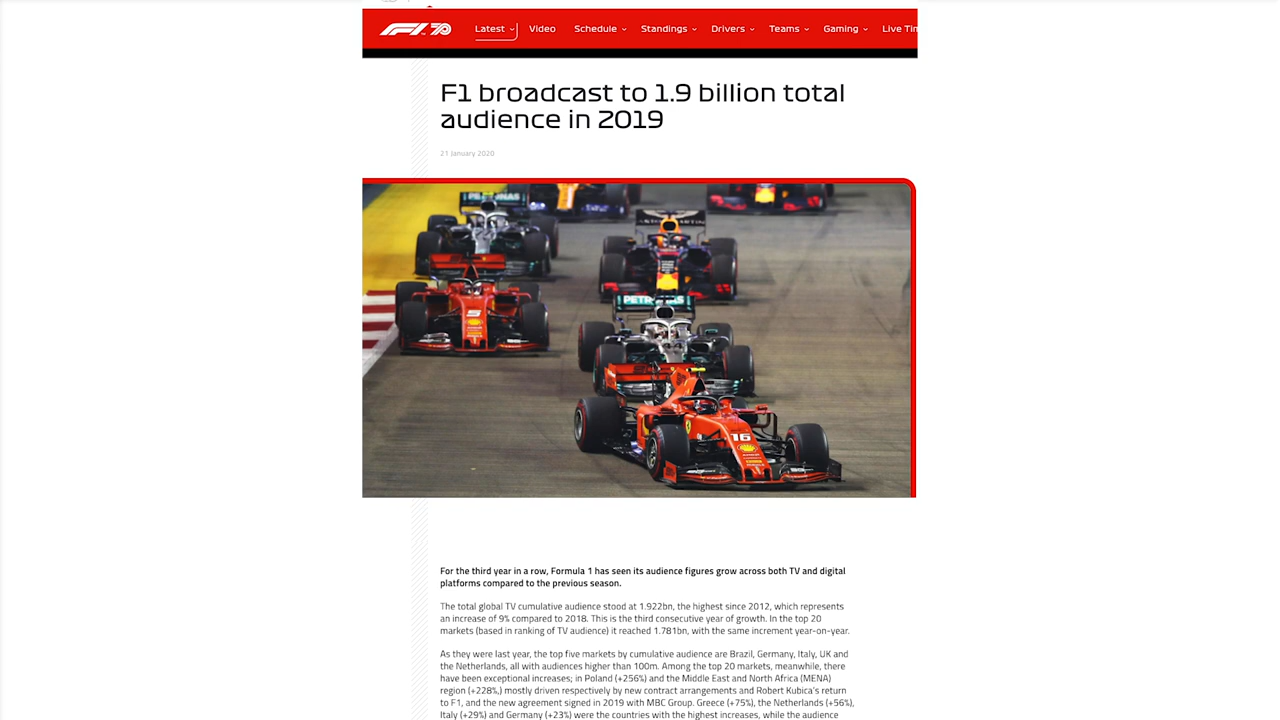 F1 70 Latest Video Schedule Standings Drivers Teams Gaming Live Tim
F1 broadcast to 1.9 billion total
audience in 2019
21 January 2020
PETRONAS
ASTON MARTIN
PETRONAS
5
16
For the third year in a row, Formula 1 has seen its audience figures grow across both TV and digital
platforms compared to the previous season.
The total global TV cumulative audience stood at 1.922bn, the highest since 2012, which represents
an increase of 9% compared to 2018. This is the third consecutive year of growth. In the top 20
markets (based in ranking of TV audience) it reached 1.781bn, with the same increment year-on-year.
As they were last year, the top five markets by cumulative audience are Brazil, Germany, Italy, UK and
the Netherlands, all with audiences higher than 100m. Among the top 20 markets, meanwhile, there
have been exceptional increases; in Poland (+256%) and the Middle East and North Africa (MENA)
region (+228%,) mostly driven respectively by new contract arrangements and Robert Kubica's return
to F1, and the new agreement signed in 2019 with MBC Group. Greece (+75%), the Netherlands (+56%),
Italy (+29%) and Germany (+23%) were the countries with the highest increases, while the audience